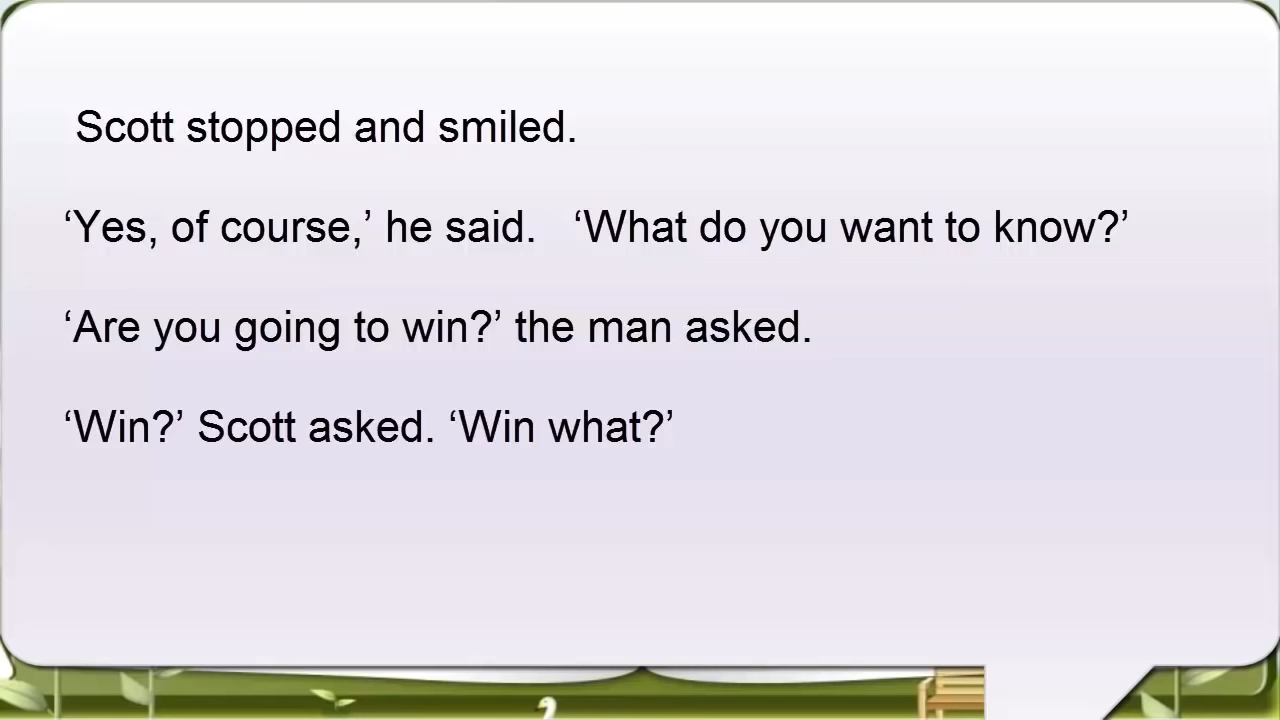 Scott stopped and smiled.
‘Yes, of course,’ he said. ‘What do you want to know?’
‘Are you going to win?’ the man asked.
‘Win?’ Scott asked. ‘Win what?’